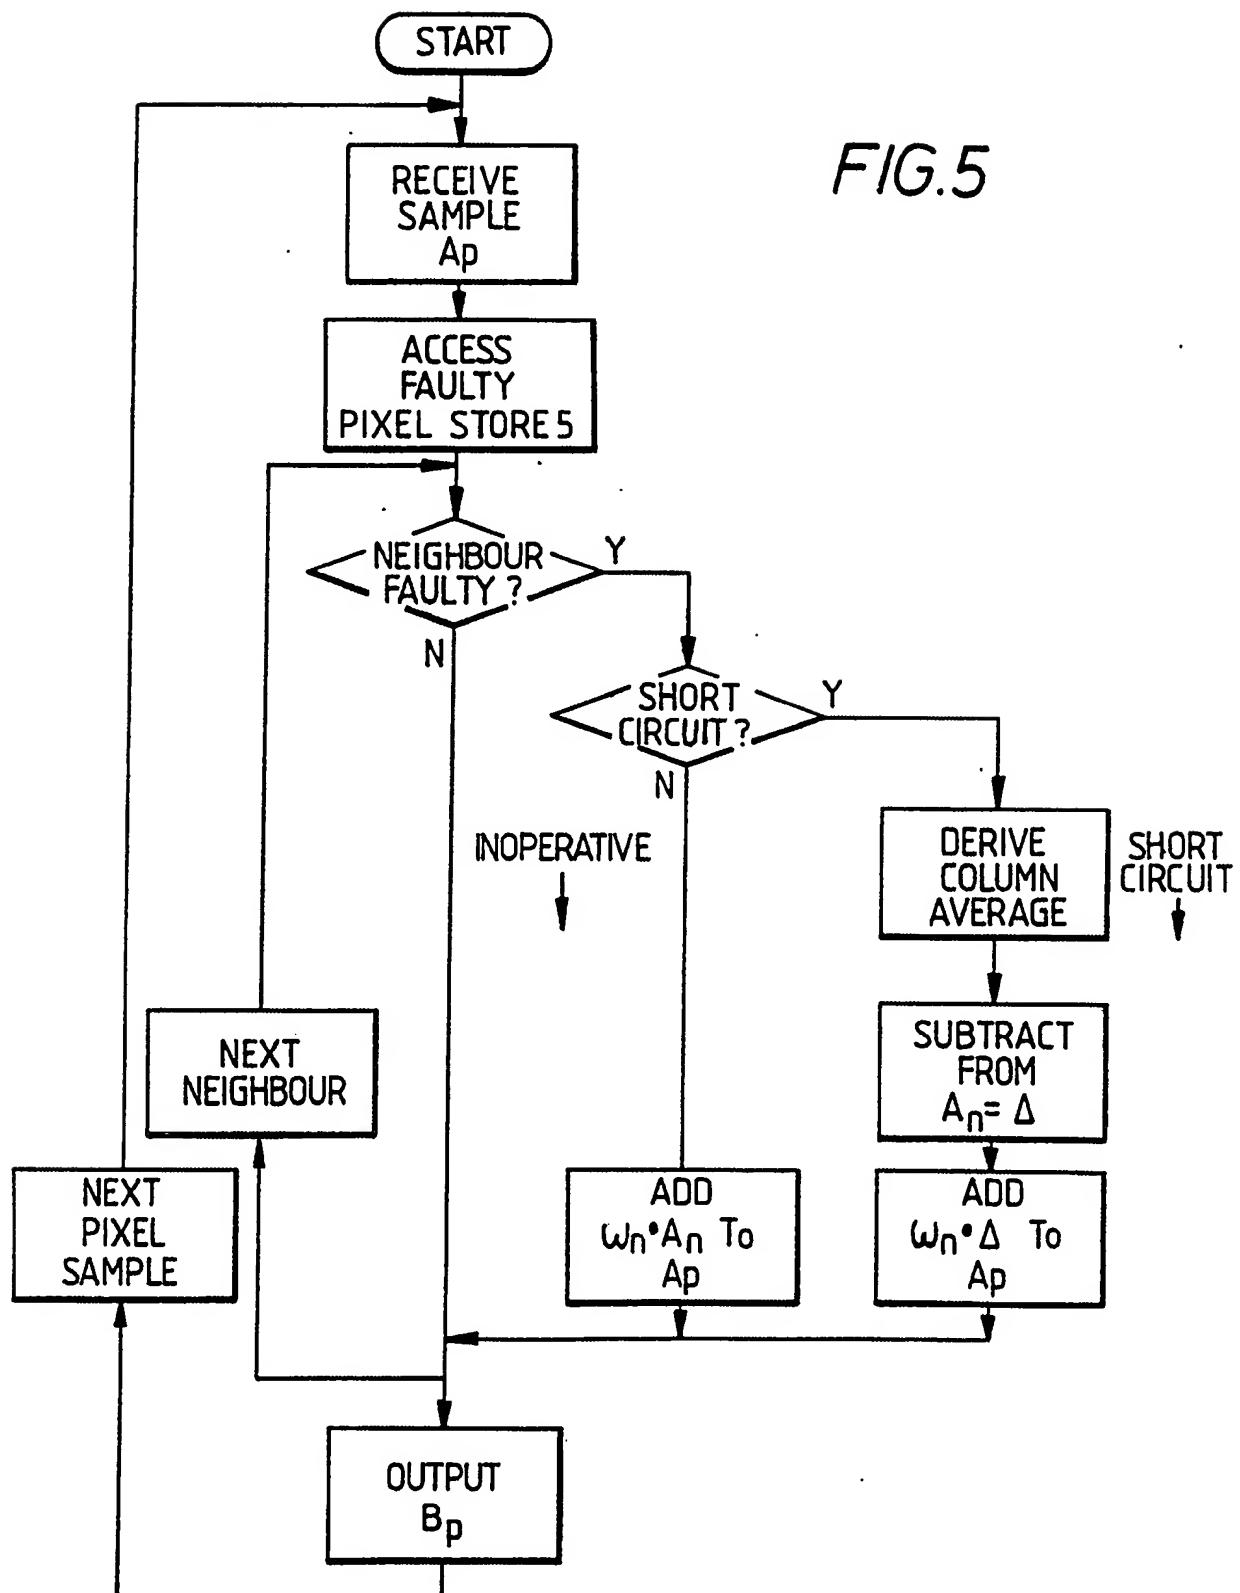 START
FIG.5
RECEIVE
SAMPLE
Ap
ACCESS
FAULTY
PIXEL STORE 5
NEIGHBOUR
FAULTY ?
Y
N
SHORT
CIRCUIT ?
Y
N
INOPERATIVE
DERIVE
COLUMN
AVERAGE
SHORT
CIRCUIT
SUBTRACT
FROM
An = Δ
NEXT
NEIGHBOUR
NEXT
PIXEL
SAMPLE
ADD
ωn•An To
Ap
ADD
ωn•Δ To
Ap
OUTPUT
Bp